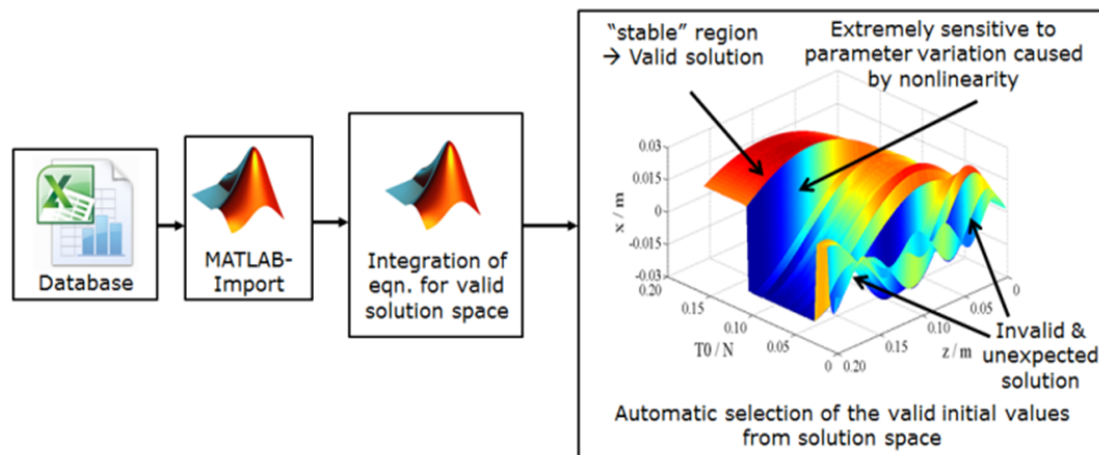 Database
MATLAB-
Import
Integration of
eqn. for valid
solution space
“stable” region
→ Valid solution
Extremely sensitive to
parameter variation caused
by nonlinearity
0.03
0.015
0
-0.015
-0.03
x / m
0.20
0.15
0.10
0.05
0
T0 / N
0.20
0.15
0.10
0.05
0
z / m
Invalid &
unexpected
solution
Automatic selection of the valid initial values
from solution space